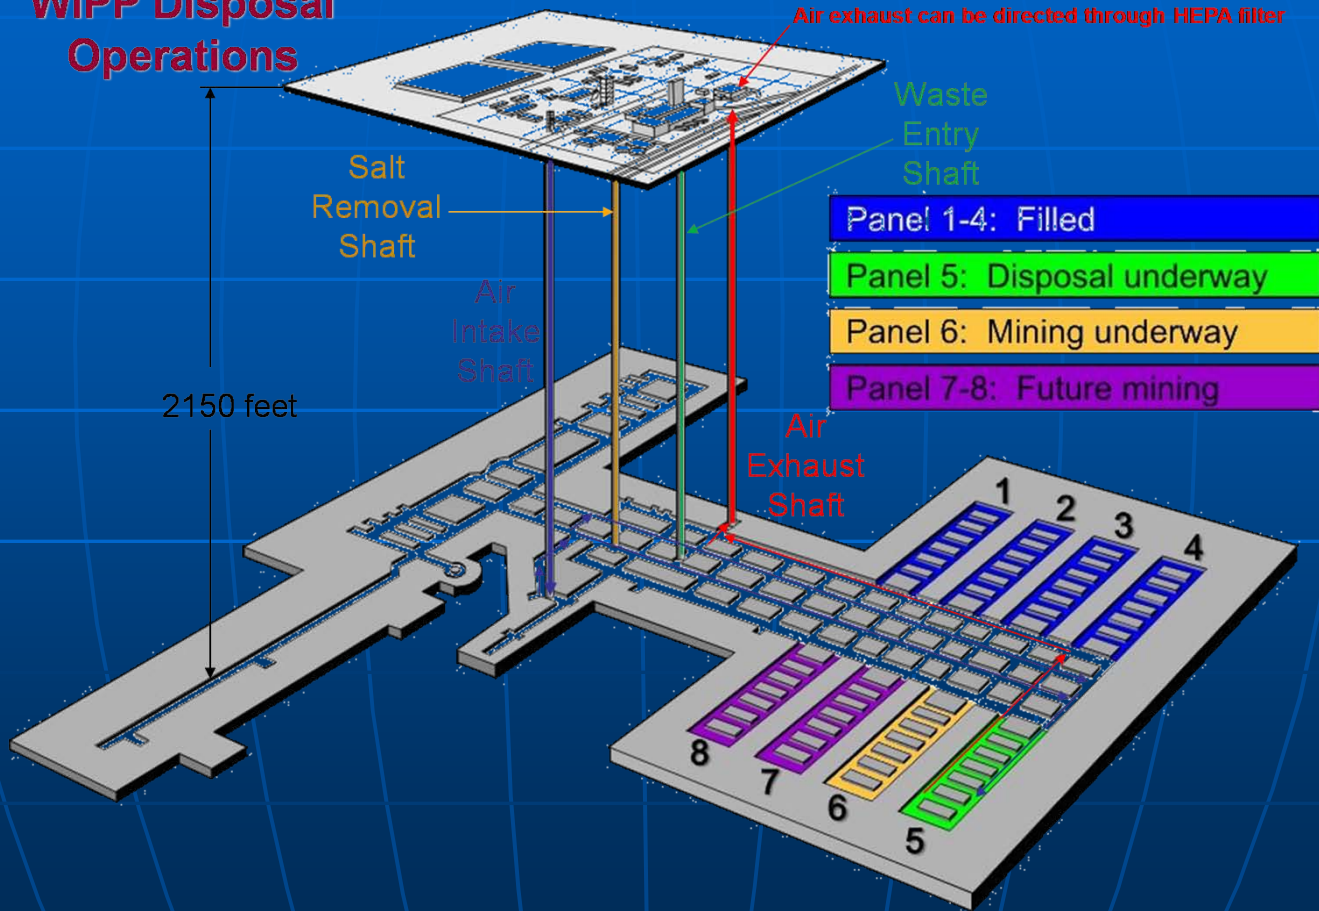 WIPP Disposal
Operations
Air exhaust can be directed through HEPA filter
Waste
Entry
Shaft
Salt
Removal
Shaft
Panel 1-4: Filled
Panel 5: Disposal underway
Panel 6: Mining underway
Panel 7-8: Future mining
Air
Intake
Shaft
2150 feet
Air
Exhaust
Shaft
1
2
3
4
8
7
6
5